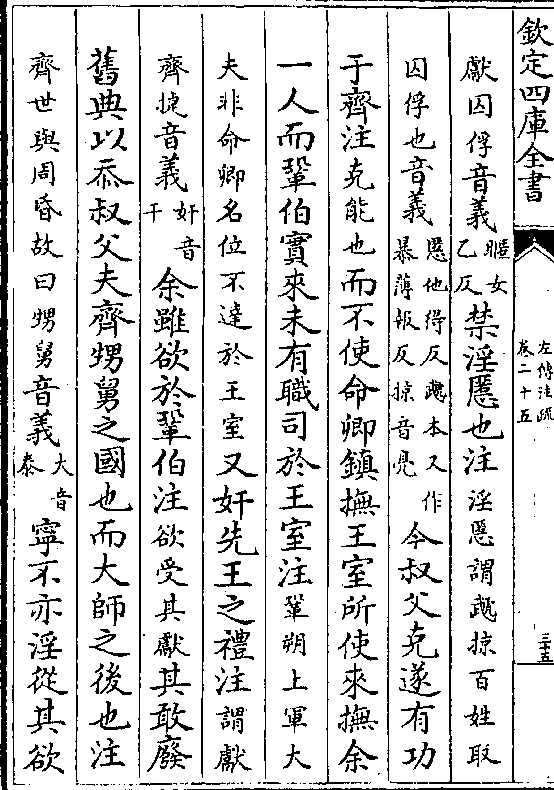 欽定四庫全書
左傳注疏
卷二十五
三十五
獻囚俘音義暱女乙反禁淫慝也注淫慝謂虣掠百姓取
囚俘也音義慝他得反虣本又作暴薄報反掠音亮今叔父克遂有功
于齊注克能也而不使命卿鎮撫王室所使來撫余
一人而鞏伯實來未有職司於王室注鞏朔上軍大
夫非命卿名位不達於王室又奸先王之禮注謂獻
齊捷音義奸音干余雖欲於鞏伯注欲受其獻其敢廢
舊典以忝叔父夫齊甥舅之國也而大師之後也注
齊世與周昏故曰甥舅音義大音泰寧不亦淫從其欲